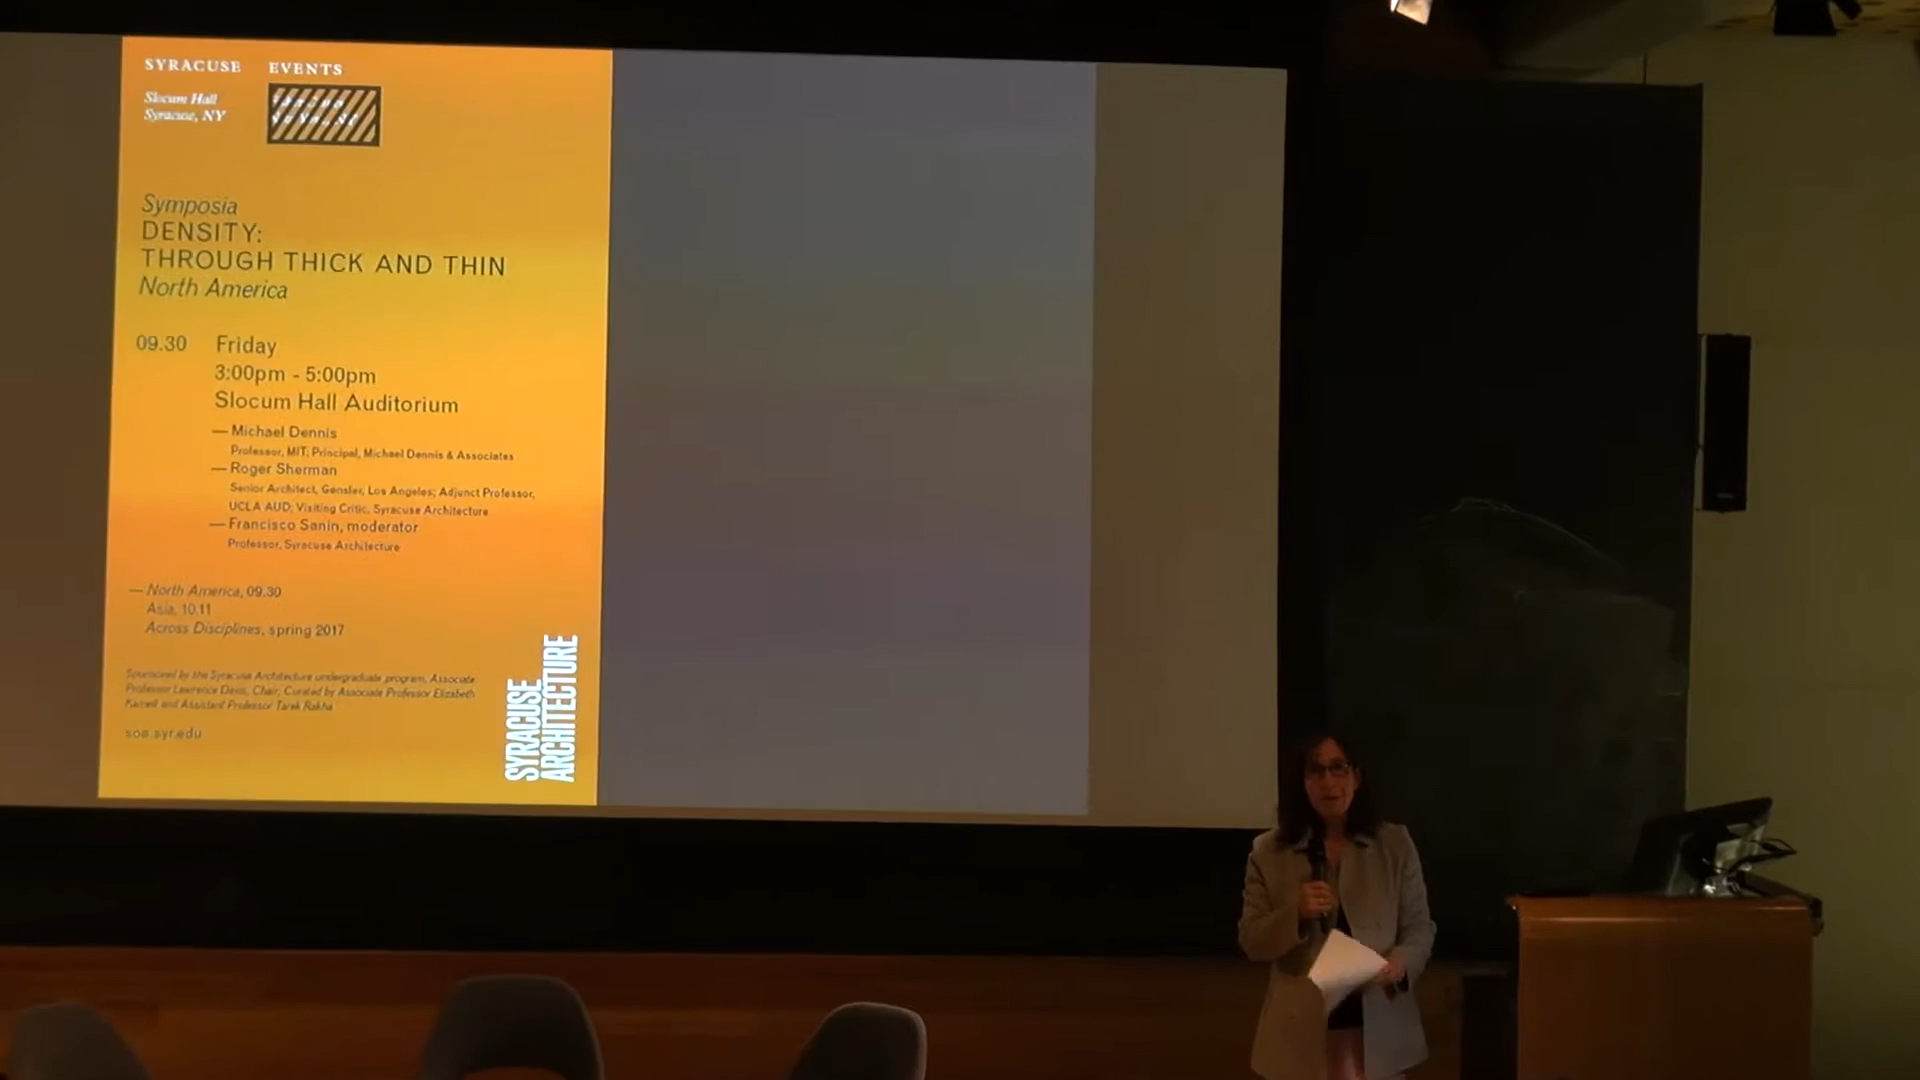 SYRACUSE EVENTS
Slocum Hall
Syracuse, NY
Symposia
DENSITY:
THROUGH THICK AND THIN
North America
09.30 Friday
3:00pm - 5:00pm
Slocum Hall Auditorium
— Michael Dennis
Professor, MIT; Principal, Michael Dennis & Associates
— Roger Sherman
Senior Architect, Gensler, Los Angeles; Adjunct Professor,
UCLA AUD; Visiting Critic, Syracuse Architecture
— Francisco Sanin, moderator
Professor, Syracuse Architecture
— North America, 09.30
Asia, 10.11
Across Disciplines, spring 2017
Sponsored by the Syracuse Architecture undergraduate program, Associate
Professor Lawrence Davis, Chair. Curated by Associate Professor Elizabeth
Kamell and Assistant Professor Tarek Rakha
soa.syr.edu
SYRACUSE
ARCHITECTURE